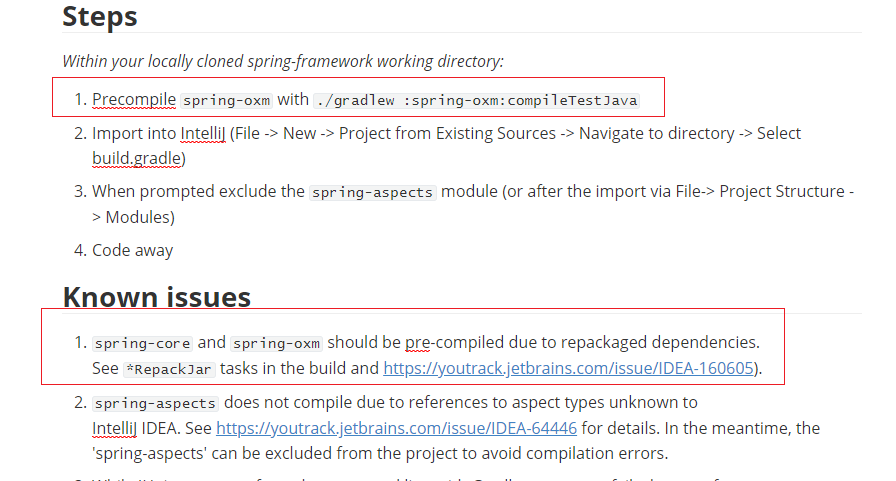 Steps
Within your locally cloned spring-framework working directory:
1. Precompile spring-oxm with ./gradlew :spring-oxm:compileTestJava
2. Import into IntelliJ (File -> New -> Project from Existing Sources -> Navigate to directory -> Select
build.gradle)
3. When prompted exclude the spring-aspects module (or after the import via File-> Project Structure -
> Modules)
4. Code away
Known issues
1. spring-core and spring-oxm should be pre-compiled due to repackaged dependencies.
See *RepackJar tasks in the build and https://youtrack.jetbrains.com/issue/IDEA-160605).
2. spring-aspects does not compile due to references to aspect types unknown to
IntelliJ IDEA. See https://youtrack.jetbrains.com/issue/IDEA-64446 for details. In the meantime, the
'spring-aspects' can be excluded from the project to avoid compilation errors.